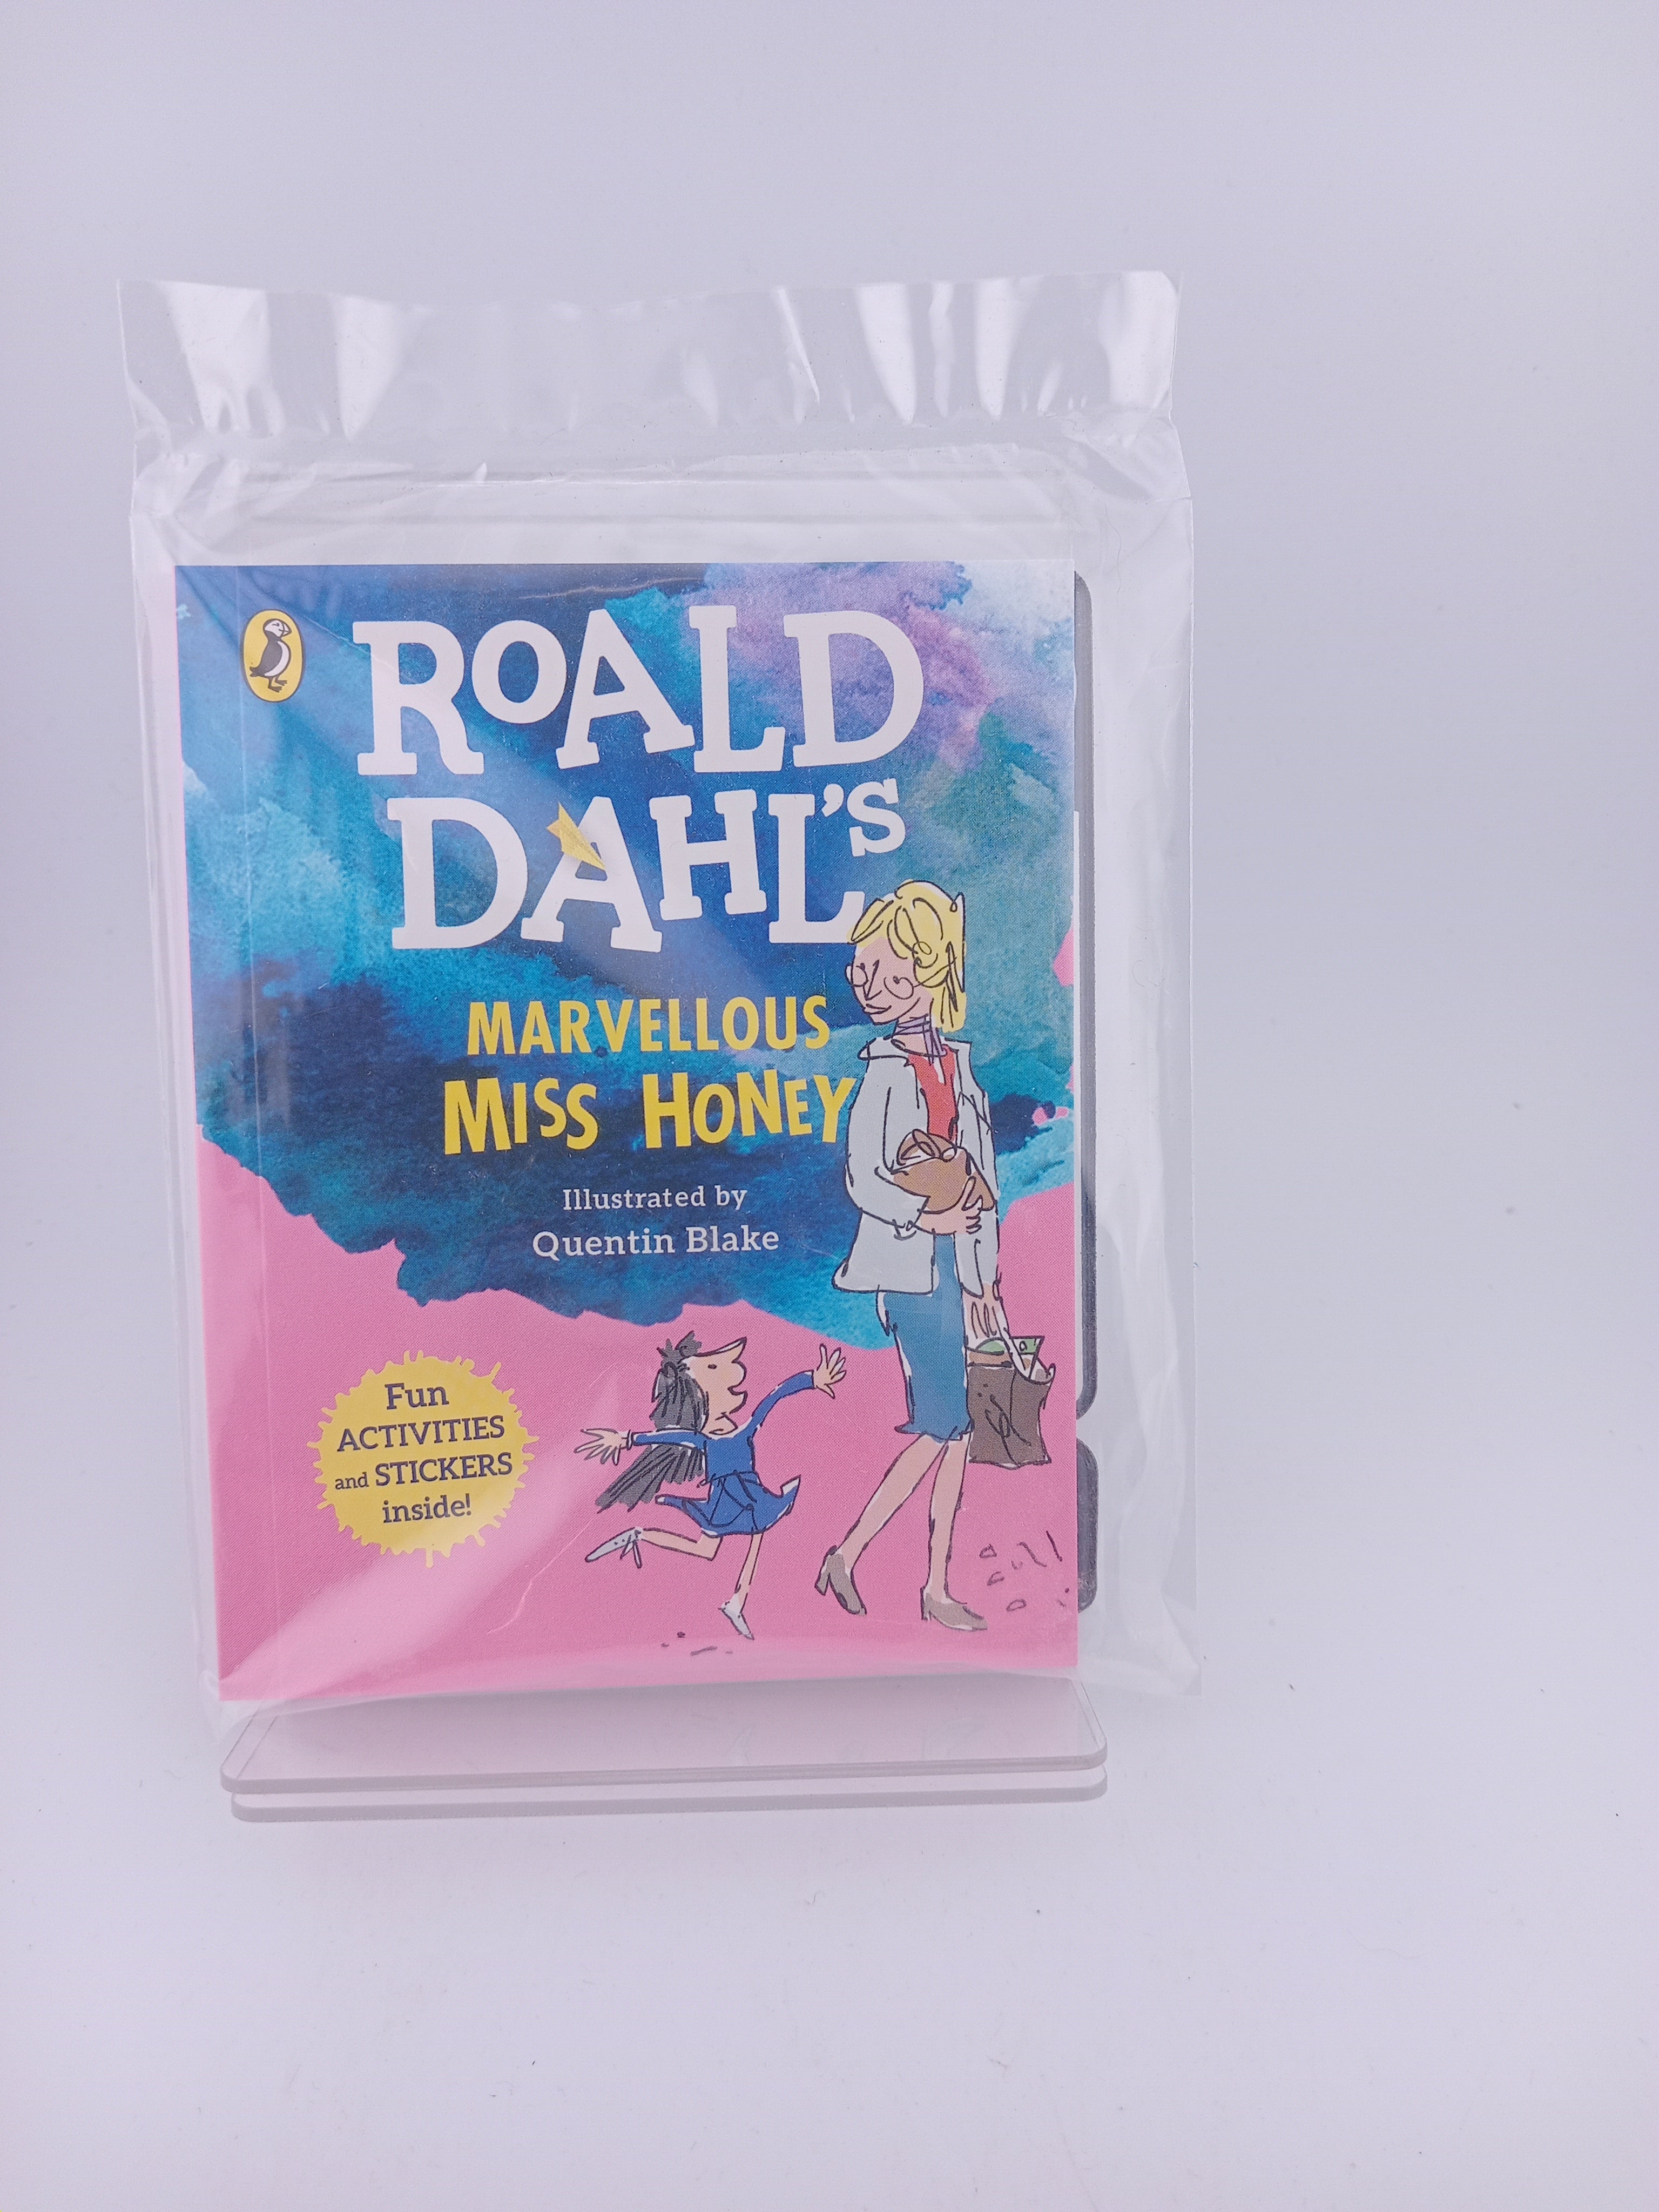 ROALD
DAHL'S
MARVELLOUS
MISS HONEY
Illustrated by
Quentin Blake
Fun
ACTIVITIES
and STICKERS
inside!